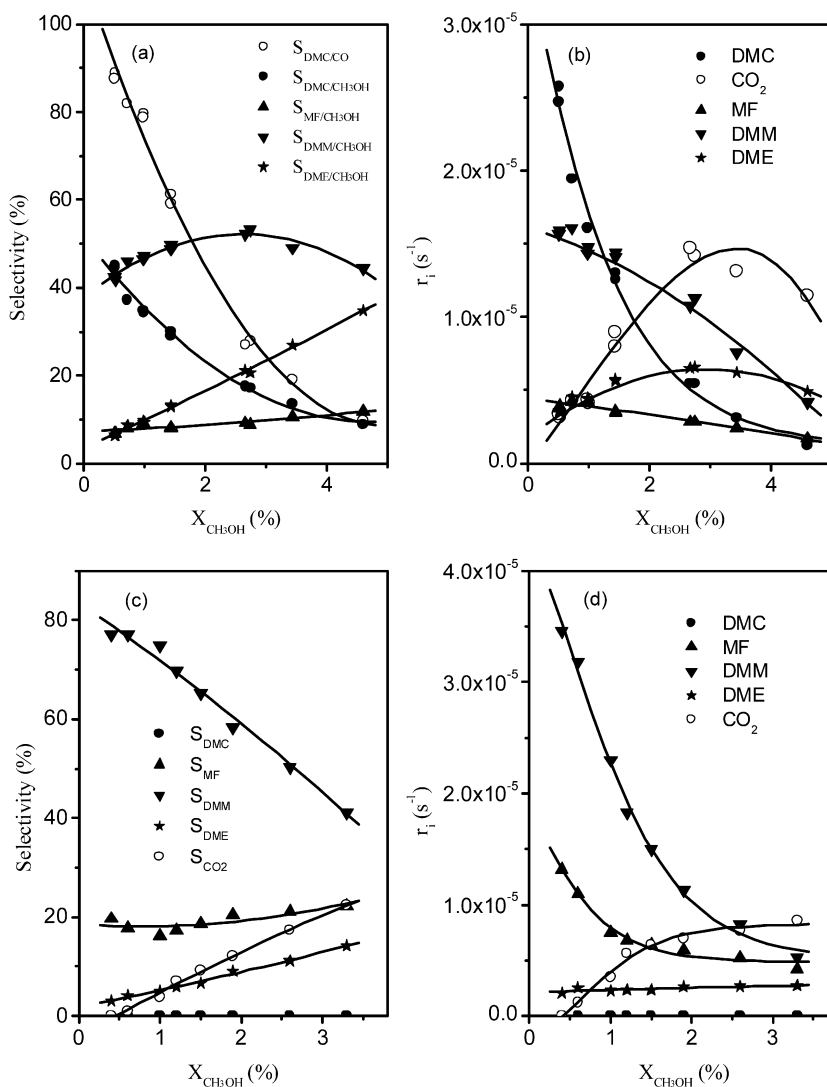 (a)
S_DMC/CO
S_DMC/CH3OH
S_MF/CH3OH
S_DMM/CH3OH
S_DME/CH3OH
100
80
60
40
20
0
Selectivity (%)
0 2 4
X_CH3OH (%)
(b)
DMC
CO_2
MF
DMM
DME
3.0x10^-5
2.0x10^-5
1.0x10^-5
0.0
r_i (s^-1)
0 2 4
X_CH3OH (%)
(c)
S_DMC
S_MF
S_DMM
S_DME
S_CO2
80
60
40
20
0
Selectivity (%)
0 1 2 3
X_CH3OH (%)
(d)
DMC
MF
DMM
DME
CO_2
4.0x10^-5
3.0x10^-5
2.0x10^-5
1.0x10^-5
0.0
r_i (s^-1)
0 1 2 3
X_CH3OH (%)